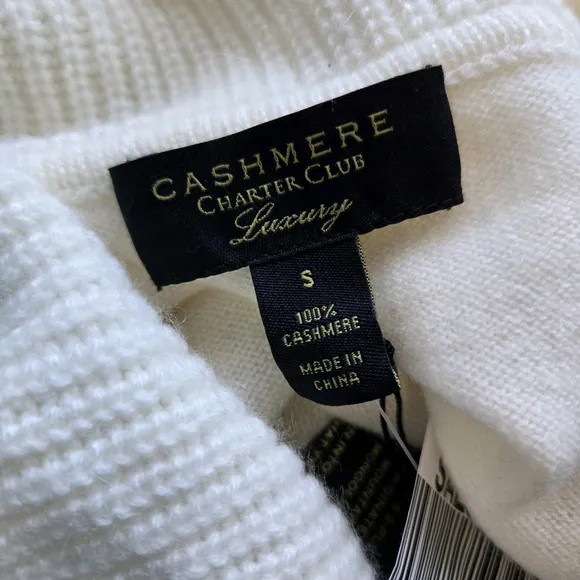 CASHMERE
CHARTER CLUB
Luxury
S
100%
CASHMERE
MADE IN
CHINA